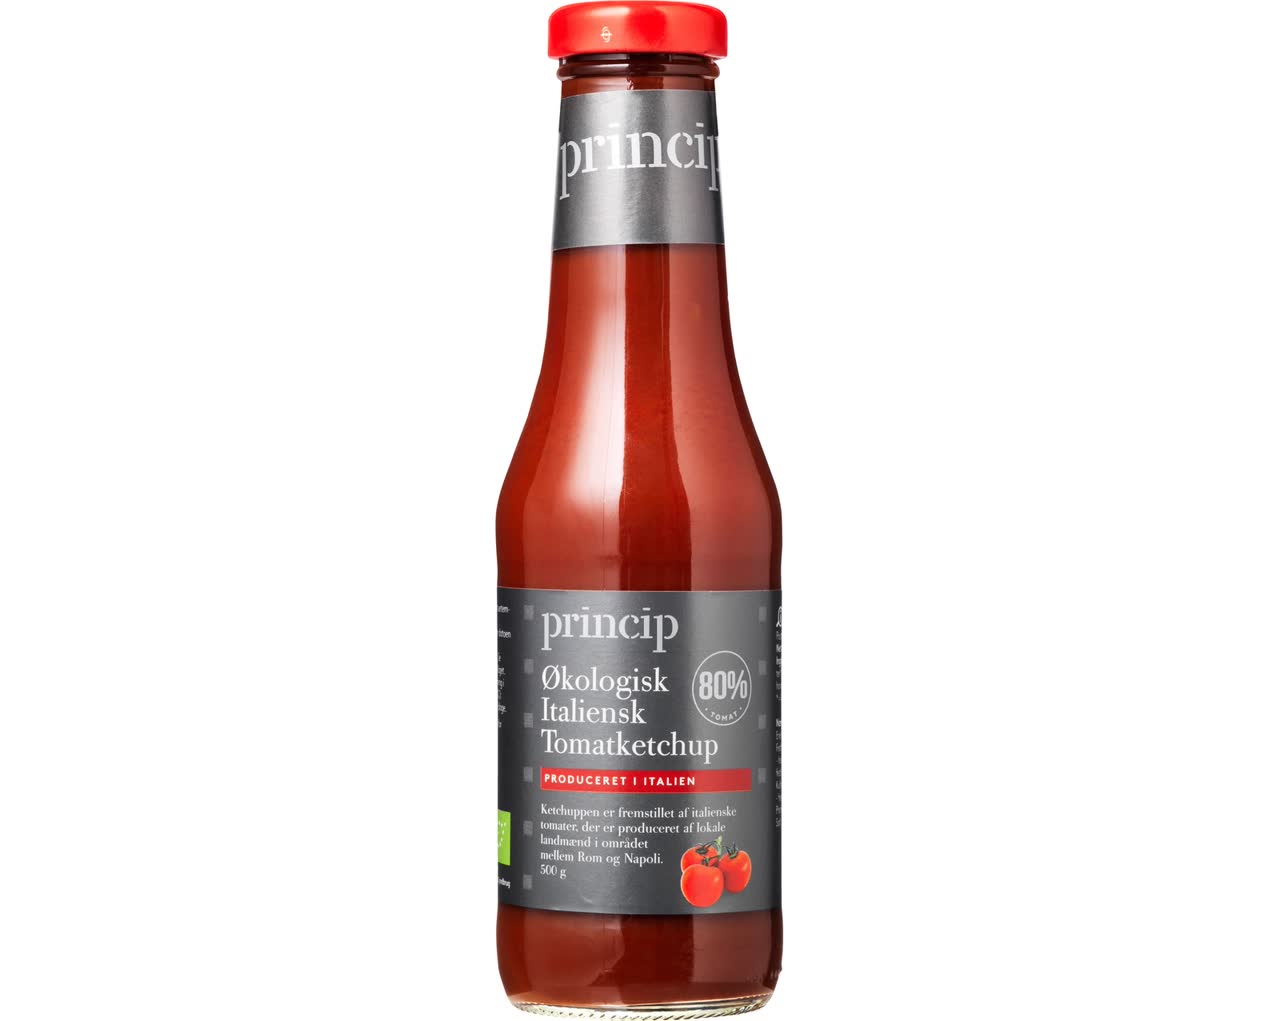 princip
princip
Økologisk
Italiensk
Tomatketchup
80%
· TOMAT ·
PRODUCERET I ITALIEN
Ketchuppen er fremstillet af italienske
tomater, der er produceret af lokale
landmænd i området
mellem Rom og Napoli.
500 g